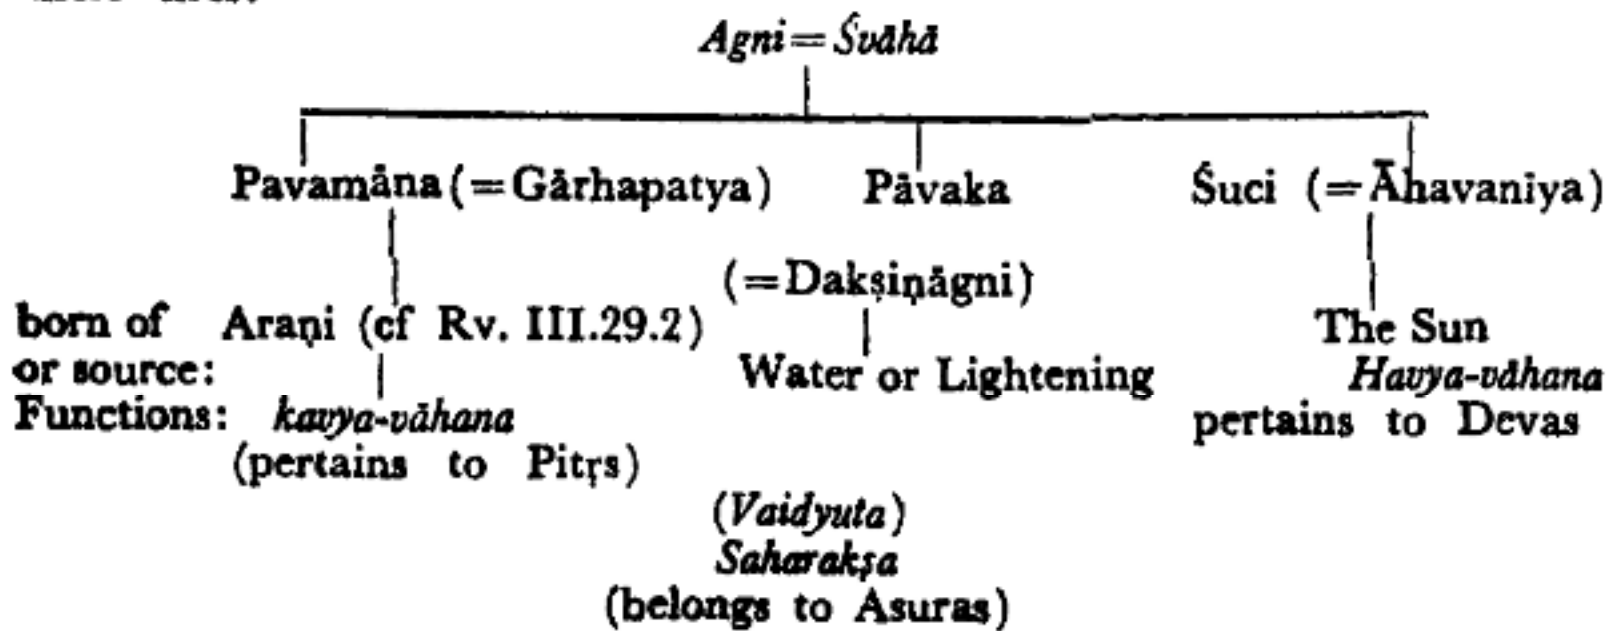 Agni=Śvāhā
Pavamāna (=Gārhapatya) Pāvaka Śuci (=Āhavaniya)
(=Dakṣiṇāgni)
born of Araṇi (cf Rv. III.29.2) The Sun
or source: Water or Lightening Havya-vāhana
Functions: kavya-vāhana pertains to Devas
(pertains to Pitṛs)
(Vaidyuta)
Saharakṣa
(belongs to Asuras)